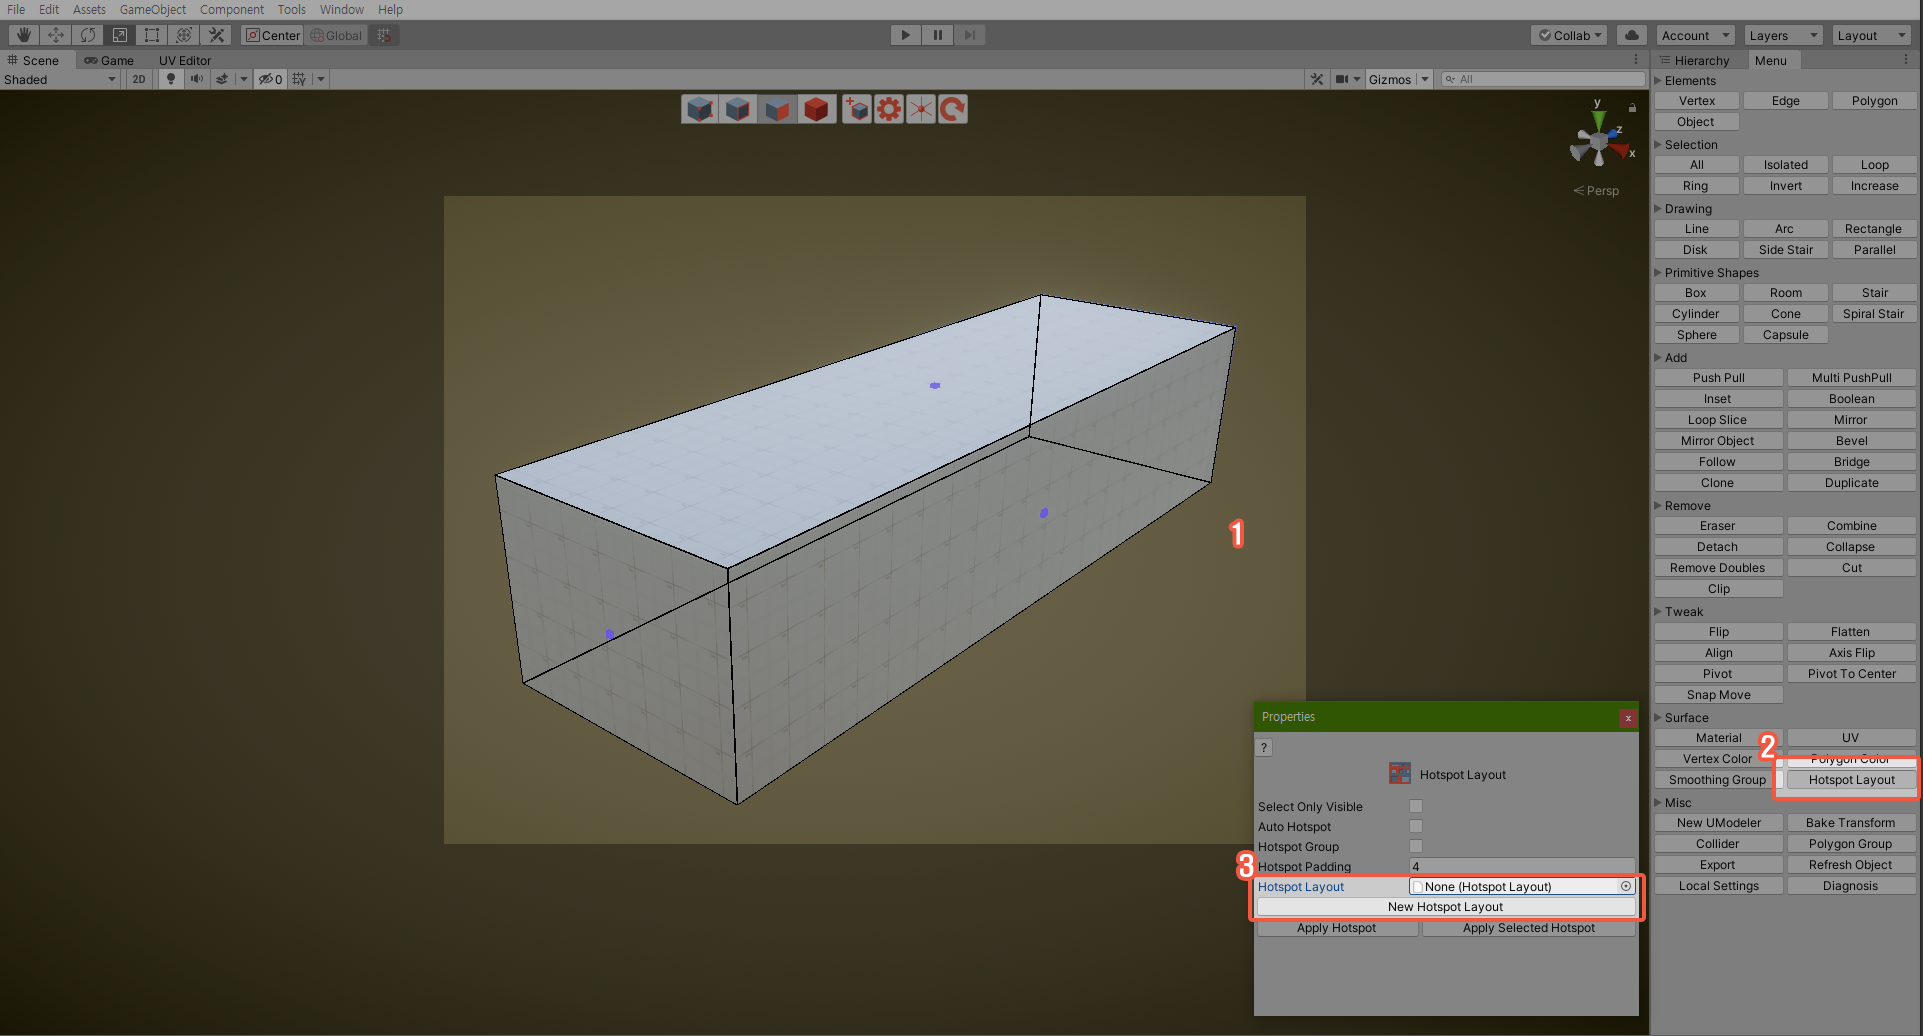 File Edit Assets GameObject Component Tools Window Help
Center Global
Collab Account Layers Layout
Scene Game UV Editor
Hierarchy Menu
Shaded 2D 0 Gizmos All
y
z
x
Persp
1
Elements
Vertex Edge Polygon
Object
Selection
All Isolated Loop
Ring Invert Increase
Drawing
Line Arc Rectangle
Disk Side Stair Parallel
Primitive Shapes
Box Room Stair
Cylinder Cone Spiral Stair
Sphere Capsule
Add
Push Pull Multi PushPull
Inset Boolean
Loop Slice Mirror
Mirror Object Bevel
Follow Bridge
Clone Duplicate
Remove
Eraser Combine
Detach Collapse
Remove Doubles Cut
Clip
Tweak
Flip Flatten
Align Axis Flip
Pivot Pivot To Center
Snap Move
Surface
Material UV
2
Vertex Color Polygon Color
Smoothing Group Hotspot Layout
Misc
New UModeler Bake Transform
Collider Polygon Group
Export Refresh Object
Local Settings Diagnosis
Properties x
?
Hotspot Layout
Select Only Visible
Auto Hotspot
Hotspot Group
3
Hotspot Padding 4
Hotspot Layout None (Hotspot Layout)
New Hotspot Layout
Apply Hotspot Apply Selected Hotspot